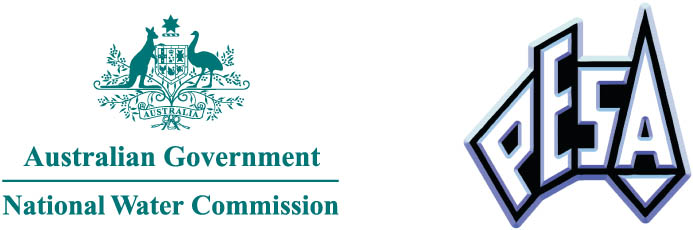 AUSTRALIA
Australian Government
National Water Commission
PESA